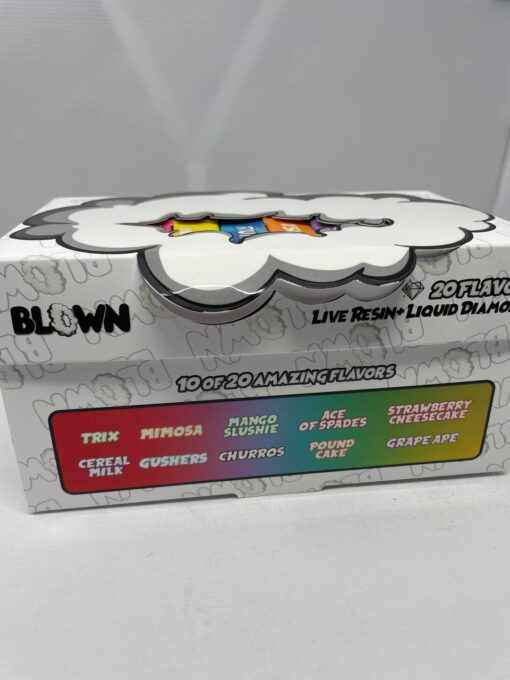 20 FLAVO
BLOWN
LIVE RESIN+ LIQUID DIAMO
10 OF 20 AMAZING FLAVORS
TRIX
MIMOSA
MANGO
SLUSHIE
ACE
OF SPADES
STRAWBERRY
CHEESECAKE
CEREAL
MILK
GUSHERS
CHURROS
POUND
CAKE
GRAPE APE